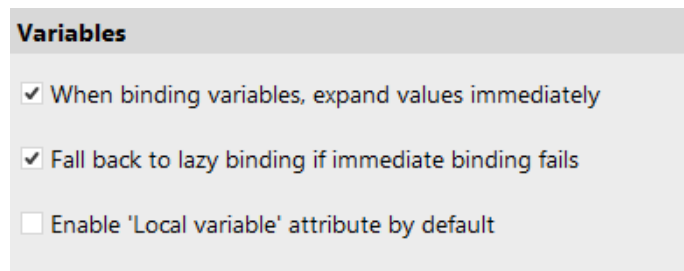 Variables
When binding variables, expand values immediately
Fall back to lazy binding if immediate binding fails
Enable 'Local variable' attribute by default